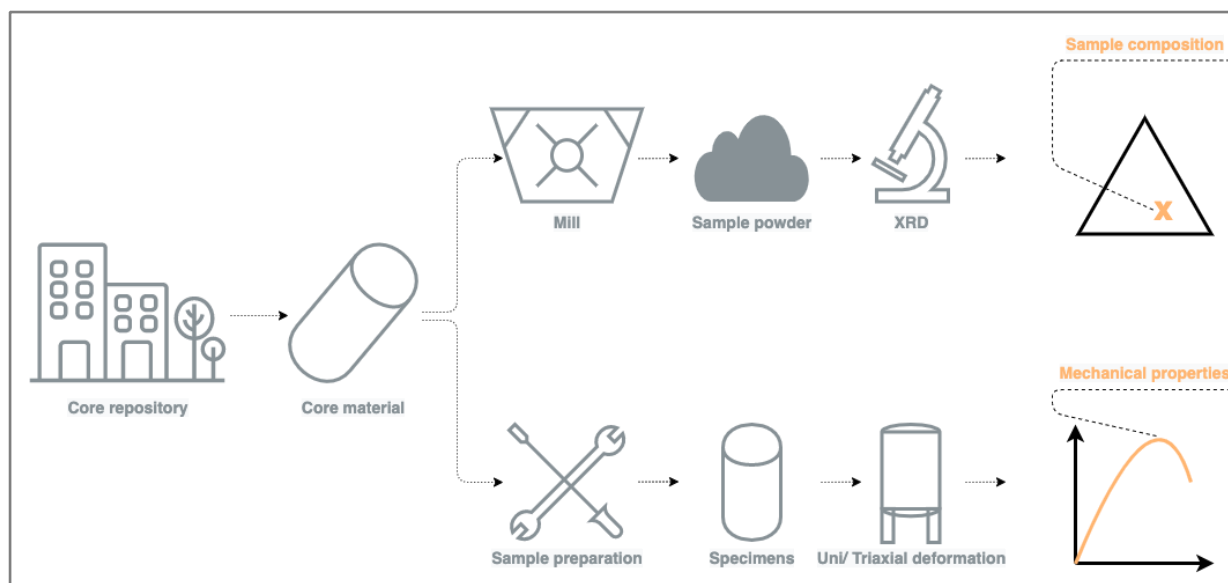 Sample composition
Mill
Sample powder
XRD
X
Core repository
Core material
Mechanical properties
Sample preparation
Specimens
Uni/ Triaxial deformation